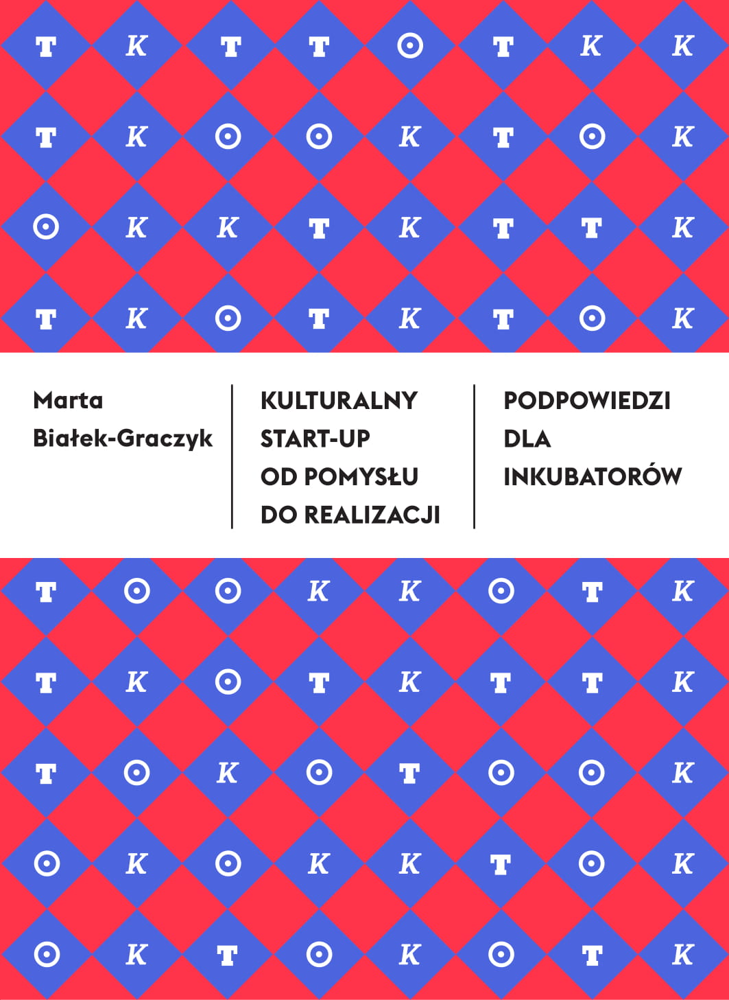 T K T T ⊙ T K K
T K ⊙ ⊙ K T ⊙ K
⊙ K K T K T T K
T K ⊙ T K T ⊙ K
Marta
Białek-Graczyk
KULTURALNY
START-UP
OD POMYSŁU
DO REALIZACJI
PODPOWIEDZI
DLA
INKUBATORÓW
T ⊙ ⊙ K K ⊙ T K
T K ⊙ T K T T K
T ⊙ K ⊙ T ⊙ ⊙ K
⊙ K ⊙ K K T ⊙ K
⊙ K T ⊙ K ⊙ T K